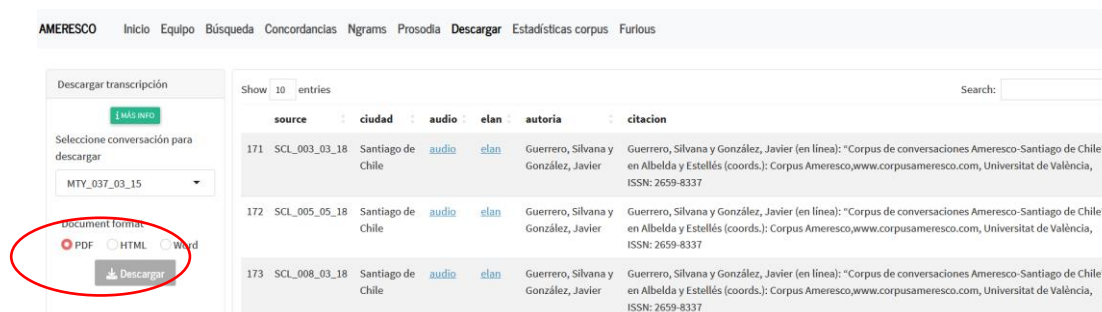 AMERESCO Inicio Equipo Búsqueda Concordancias Ngrams Prosodia Descargar Estadísticas corpus Furious
Descargar transcripción
i MÁS INFO
Seleccione conversación para
descargar
MTY_037_03_15
Document format
PDF HTML Word
Descargar
Show 10 entries Search:
source ciudad audio elan autoria citacion
171 SCL_003_03_18 Santiago de Chile audio elan Guerrero, Silvana y González, Javier Guerrero, Silvana y González, Javier (en línea): “Corpus de conversaciones Ameresco-Santiago de Chile”
en Albelda y Estellés (coords.): Corpus Ameresco,www.corpusameresco.com, Universitat de València,
ISSN: 2659-8337
172 SCL_005_05_18 Santiago de Chile audio elan Guerrero, Silvana y González, Javier Guerrero, Silvana y González, Javier (en línea): “Corpus de conversaciones Ameresco-Santiago de Chile”
en Albelda y Estellés (coords.): Corpus Ameresco,www.corpusameresco.com, Universitat de València,
ISSN: 2659-8337
173 SCL_008_03_18 Santiago de Chile audio elan Guerrero, Silvana y González, Javier Guerrero, Silvana y González, Javier (en línea): “Corpus de conversaciones Ameresco-Santiago de Chile”
en Albelda y Estellés (coords.): Corpus Ameresco,www.corpusameresco.com, Universitat de València,
ISSN: 2659-8337